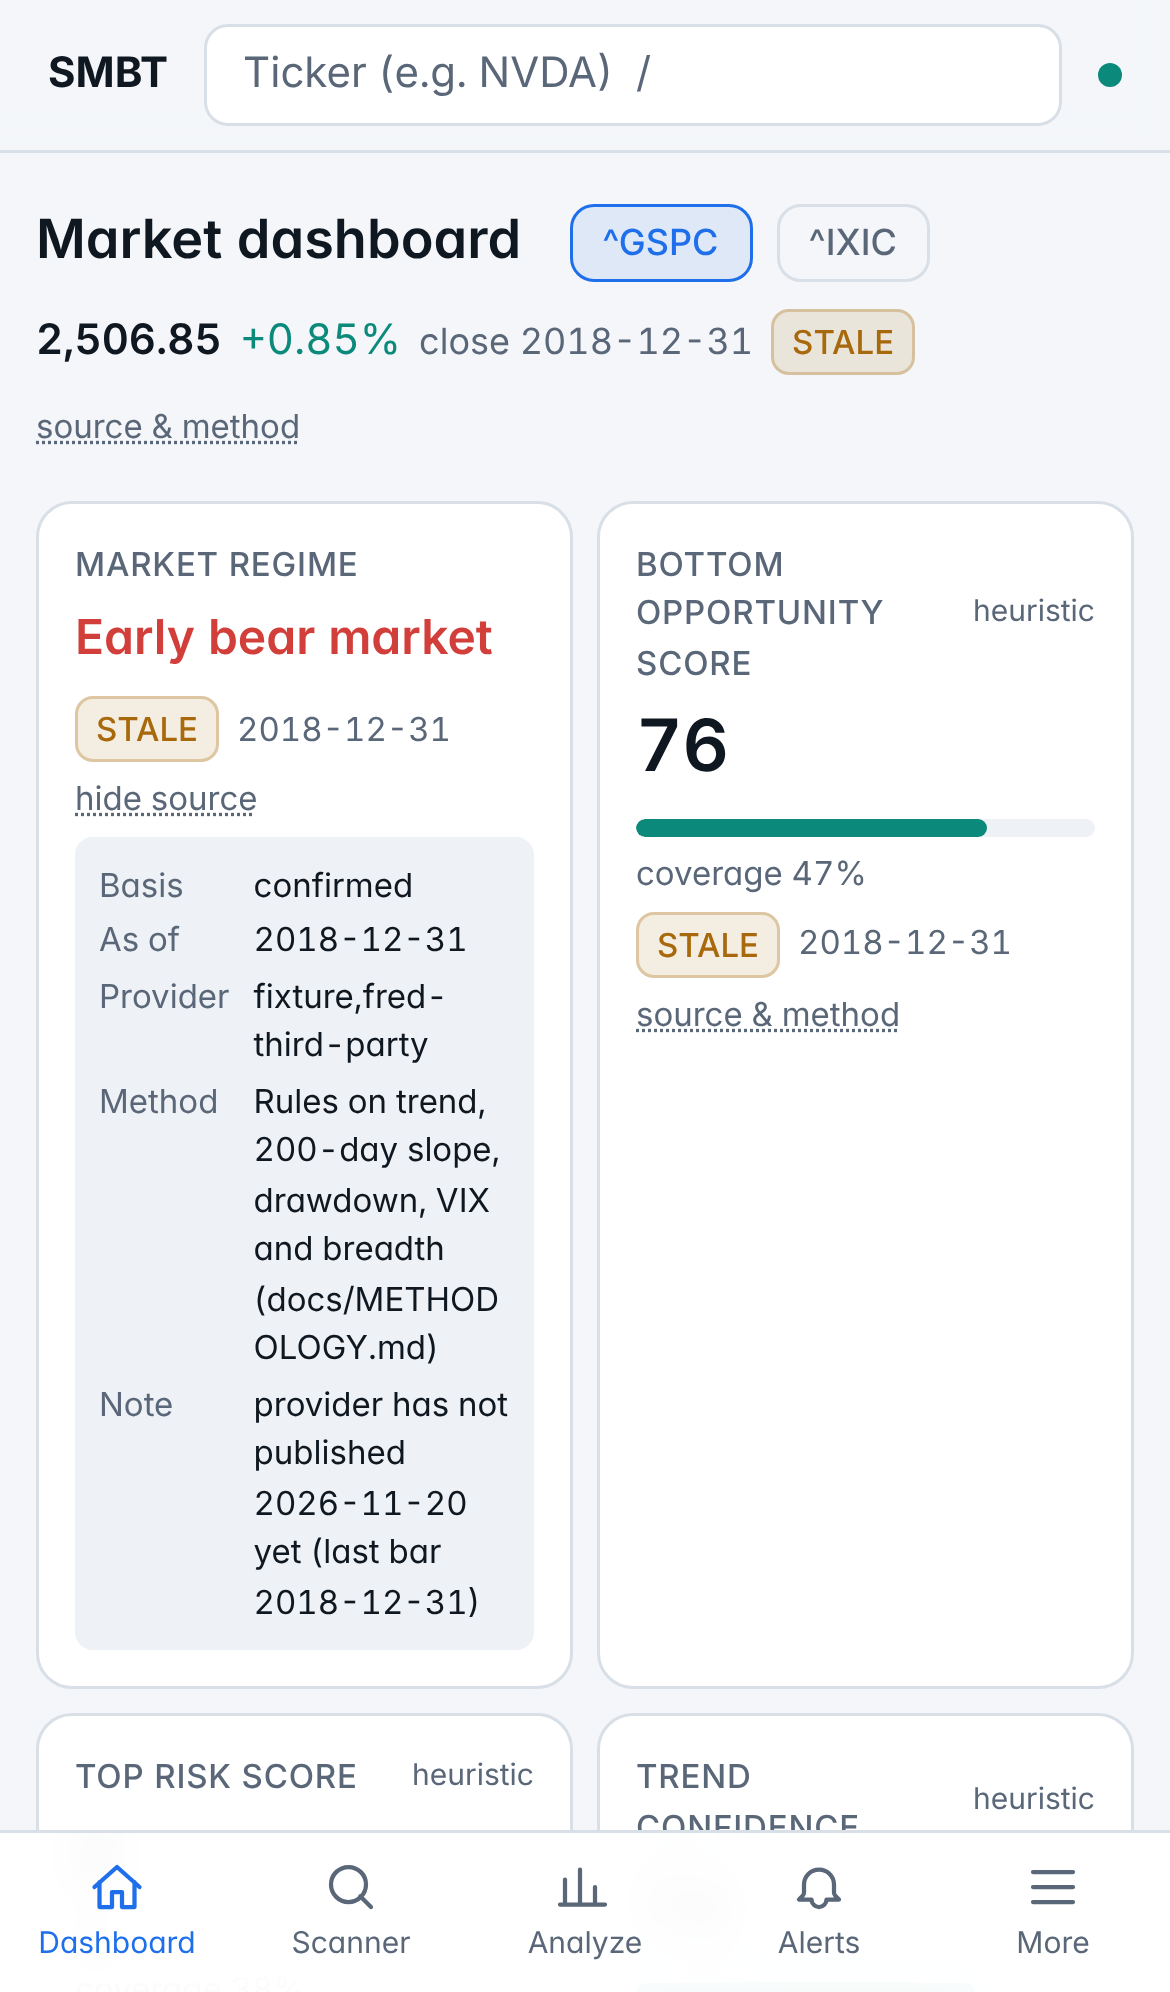 SMBT
Ticker (e.g. NVDA)  /
Market dashboard
^GSPC
^IXIC
2,506.85 +0.85% close 2018-12-31 STALE
source & method
MARKET REGIME
Early bear market
STALE 2018-12-31
hide source
Basis confirmed
As of 2018-12-31
Provider fixture,fred-
third-party
Method Rules on trend,
200-day slope,
drawdown, VIX
and breadth
(docs/METHOD
OLOGY.md)
Note provider has not
published
2026-11-20
yet (last bar
2018-12-31)
BOTTOM
OPPORTUNITY
SCORE
heuristic
76
coverage 47%
STALE 2018-12-31
source & method
TOP RISK SCORE heuristic
TREND
CONFIDENCE
heuristic
coverage 38%
Dashboard
Scanner
Analyze
Alerts
More